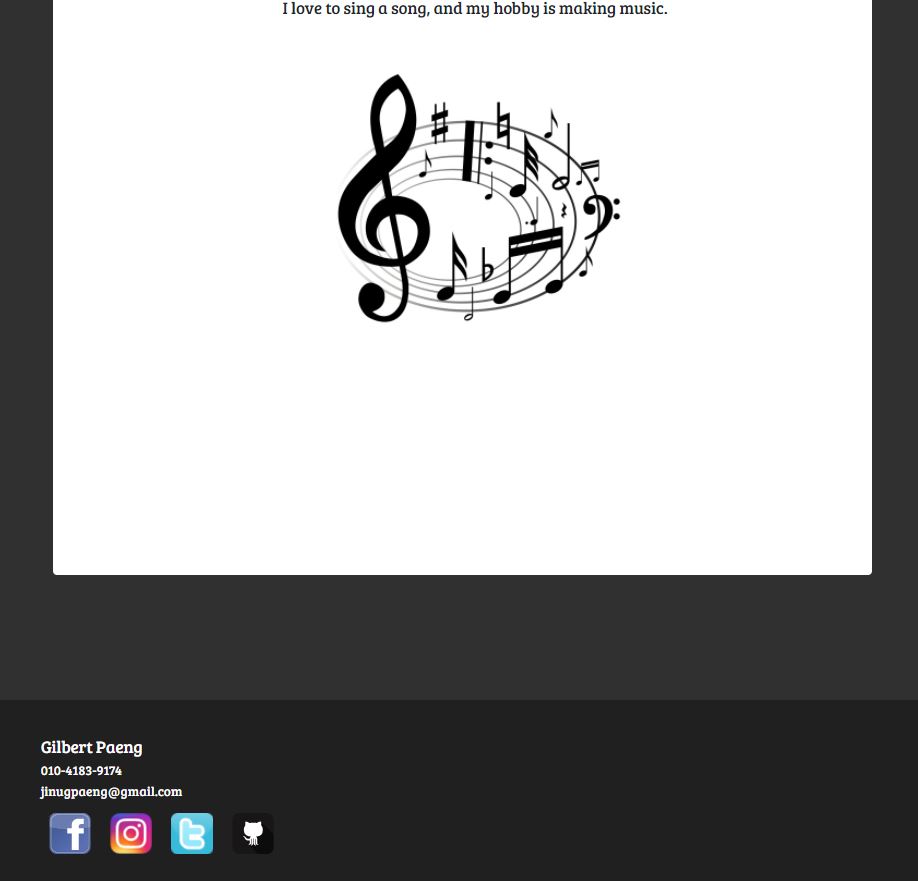 I love to sing a song, and my hobby is making music.
Gilbert Paeng
010-4183-9174
jinugpaeng@gmail.com